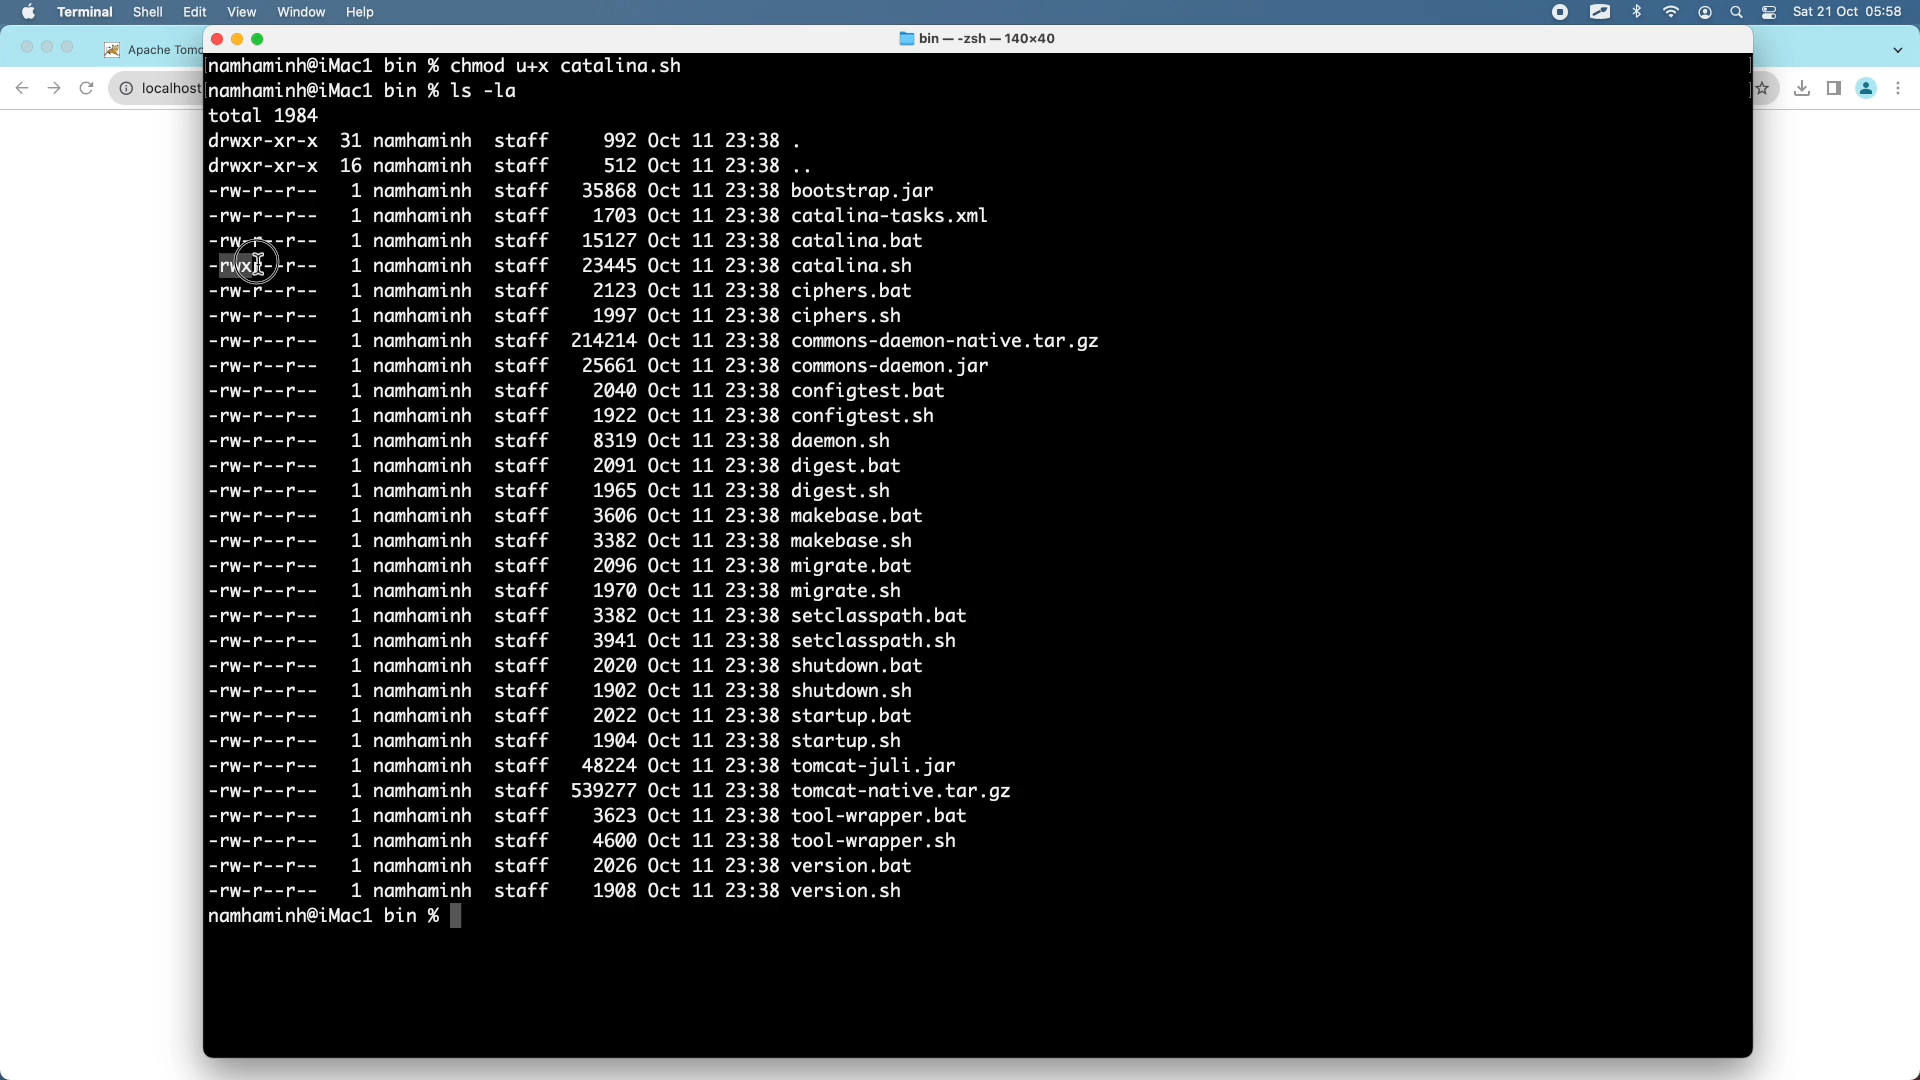 Terminal Shell Edit View Window Help Sat 21 Oct 05:58
Apache Tomc
localhost
bin — -zsh — 140×40
[namhaminh@iMac1 bin % chmod u+x catalina.sh ]
[namhaminh@iMac1 bin % ls -la ]
total 1984
drwxr-xr-x 31 namhaminh staff 992 Oct 11 23:38 .
drwxr-xr-x 16 namhaminh staff 512 Oct 11 23:38 ..
-rw-r--r-- 1 namhaminh staff 35868 Oct 11 23:38 bootstrap.jar
-rw-r--r-- 1 namhaminh staff 1703 Oct 11 23:38 catalina-tasks.xml
-rw-r--r-- 1 namhaminh staff 15127 Oct 11 23:38 catalina.bat
-rwxr--r-- 1 namhaminh staff 23445 Oct 11 23:38 catalina.sh
-rw-r--r-- 1 namhaminh staff 2123 Oct 11 23:38 ciphers.bat
-rw-r--r-- 1 namhaminh staff 1997 Oct 11 23:38 ciphers.sh
-rw-r--r-- 1 namhaminh staff 214214 Oct 11 23:38 commons-daemon-native.tar.gz
-rw-r--r-- 1 namhaminh staff 25661 Oct 11 23:38 commons-daemon.jar
-rw-r--r-- 1 namhaminh staff 2040 Oct 11 23:38 configtest.bat
-rw-r--r-- 1 namhaminh staff 1922 Oct 11 23:38 configtest.sh
-rw-r--r-- 1 namhaminh staff 8319 Oct 11 23:38 daemon.sh
-rw-r--r-- 1 namhaminh staff 2091 Oct 11 23:38 digest.bat
-rw-r--r-- 1 namhaminh staff 1965 Oct 11 23:38 digest.sh
-rw-r--r-- 1 namhaminh staff 3606 Oct 11 23:38 makebase.bat
-rw-r--r-- 1 namhaminh staff 3382 Oct 11 23:38 makebase.sh
-rw-r--r-- 1 namhaminh staff 2096 Oct 11 23:38 migrate.bat
-rw-r--r-- 1 namhaminh staff 1970 Oct 11 23:38 migrate.sh
-rw-r--r-- 1 namhaminh staff 3382 Oct 11 23:38 setclasspath.bat
-rw-r--r-- 1 namhaminh staff 3941 Oct 11 23:38 setclasspath.sh
-rw-r--r-- 1 namhaminh staff 2020 Oct 11 23:38 shutdown.bat
-rw-r--r-- 1 namhaminh staff 1902 Oct 11 23:38 shutdown.sh
-rw-r--r-- 1 namhaminh staff 2022 Oct 11 23:38 startup.bat
-rw-r--r-- 1 namhaminh staff 1904 Oct 11 23:38 startup.sh
-rw-r--r-- 1 namhaminh staff 48224 Oct 11 23:38 tomcat-juli.jar
-rw-r--r-- 1 namhaminh staff 539277 Oct 11 23:38 tomcat-native.tar.gz
-rw-r--r-- 1 namhaminh staff 3623 Oct 11 23:38 tool-wrapper.bat
-rw-r--r-- 1 namhaminh staff 4600 Oct 11 23:38 tool-wrapper.sh
-rw-r--r-- 1 namhaminh staff 2026 Oct 11 23:38 version.bat
-rw-r--r-- 1 namhaminh staff 1908 Oct 11 23:38 version.sh
namhaminh@iMac1 bin %